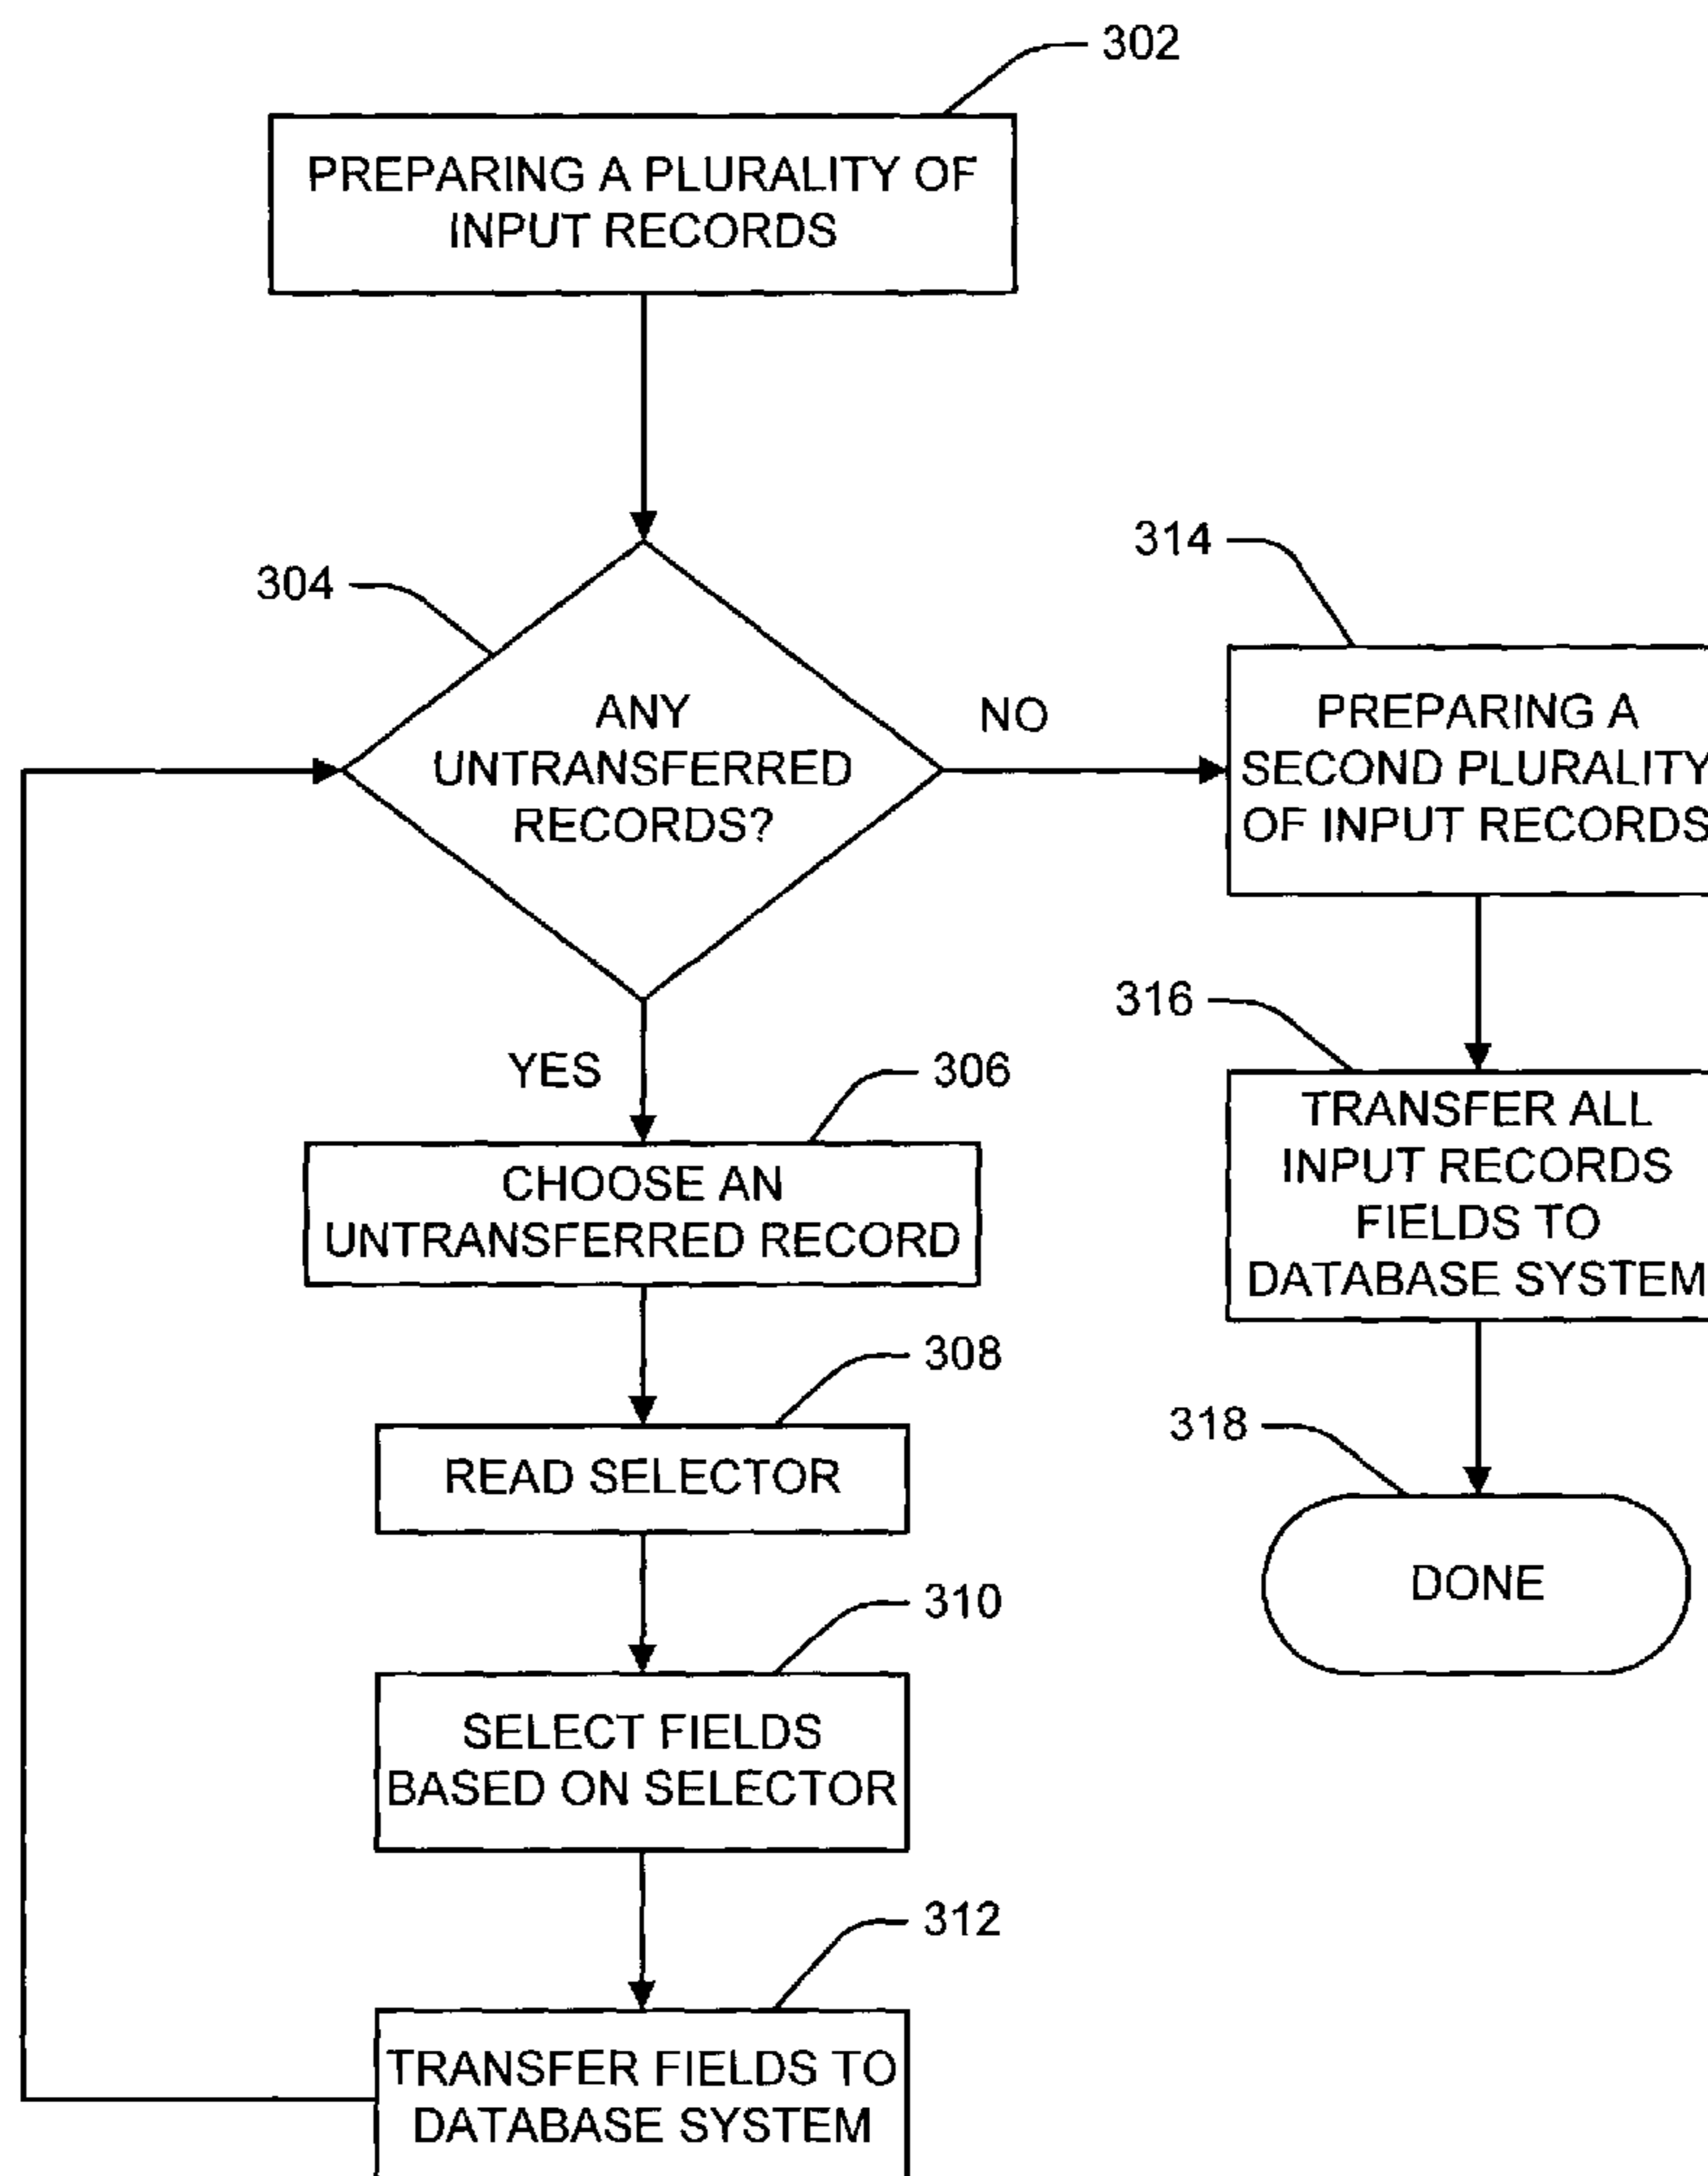 302
PREPARING A PLURALITY OF
INPUT RECORDS
304
ANY
UNTRANSFERRED
RECORDS?
NO
YES
306
CHOOSE AN
UNTRANSFERRED RECORD
308
READ SELECTOR
310
SELECT FIELDS
BASED ON SELECTOR
312
TRANSFER FIELDS TO
DATABASE SYSTEM
314
PREPARING A
SECOND PLURALITY
OF INPUT RECORDS
316
TRANSFER ALL
INPUT RECORDS
FIELDS TO
DATABASE SYSTEM
318
DONE